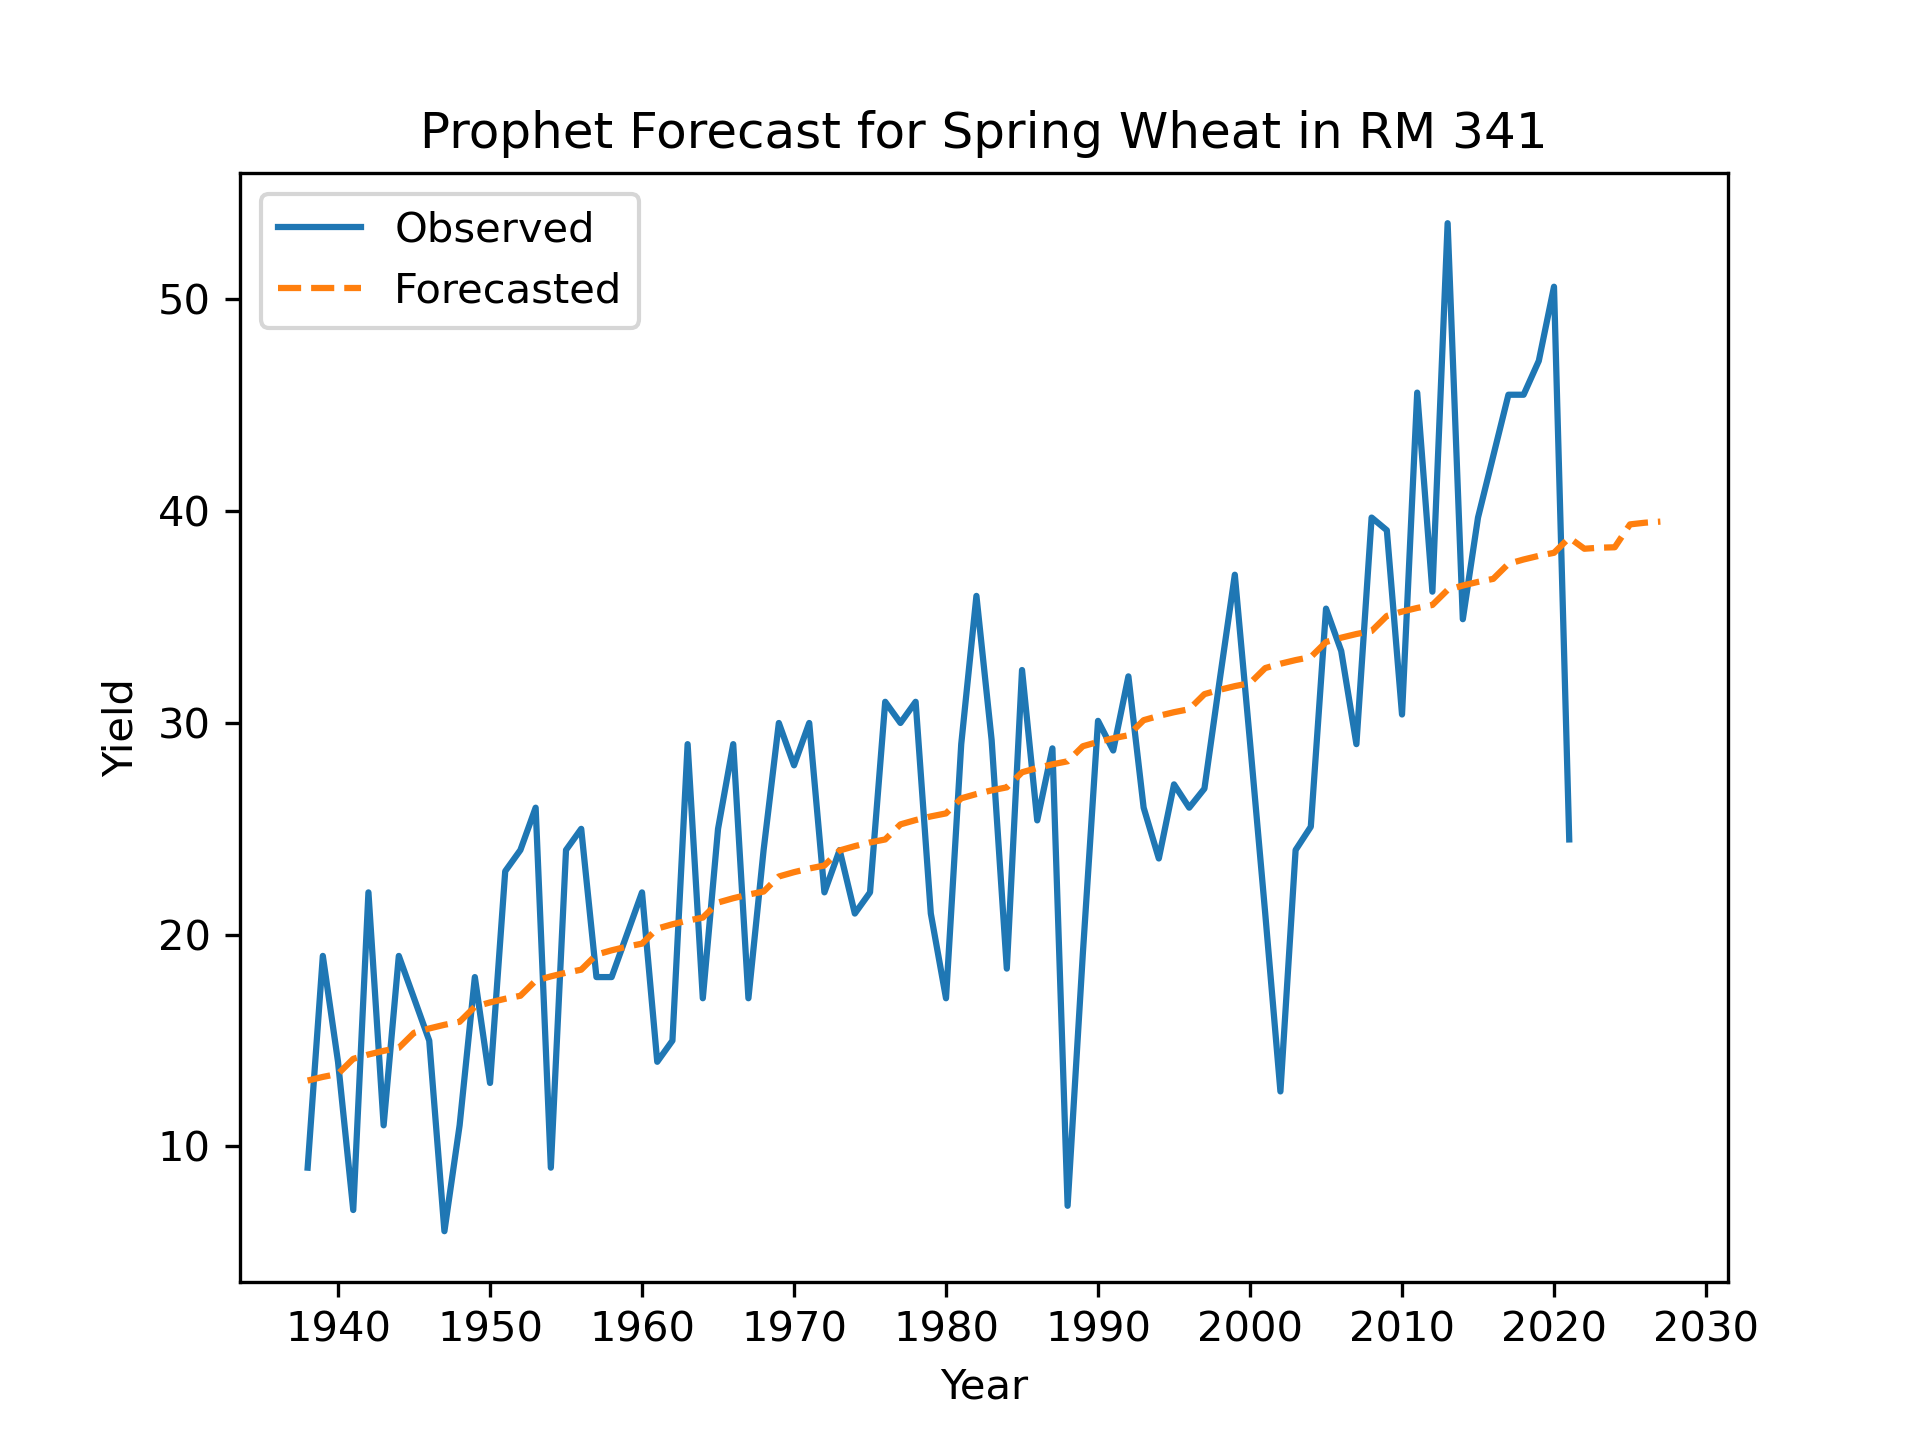 Prophet Forecast for Spring Wheat in RM 341
Observed
Forecasted
50
40
30
20
10
Yield
1940 1950 1960 1970 1980 1990 2000 2010 2020 2030
Year